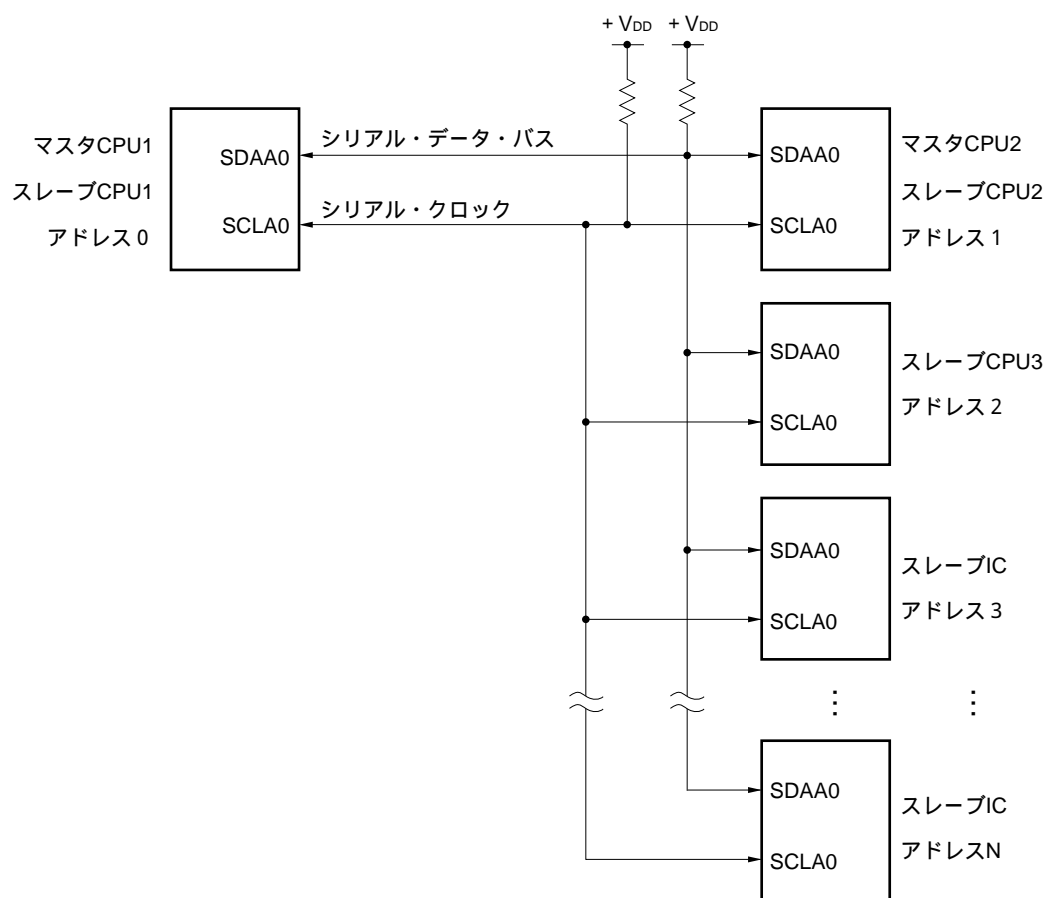 + VDD
+ VDD
マスタCPU1
スレーブCPU1
アドレス 0
SDAA0
SCLA0
シリアル・データ・バス
シリアル・クロック
SDAA0
SCLA0
マスタCPU2
スレーブCPU2
アドレス 1
SDAA0
SCLA0
スレーブCPU3
アドレス 2
SDAA0
SCLA0
スレーブIC
アドレス 3
SDAA0
SCLA0
スレーブIC
アドレスN